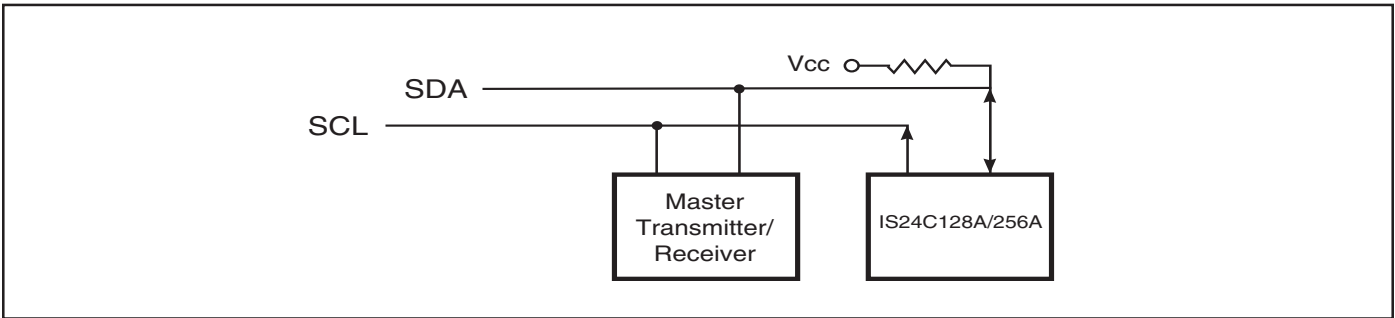 Vcc
SDA
SCL
Master
Transmitter/
Receiver
IS24C128A/256A